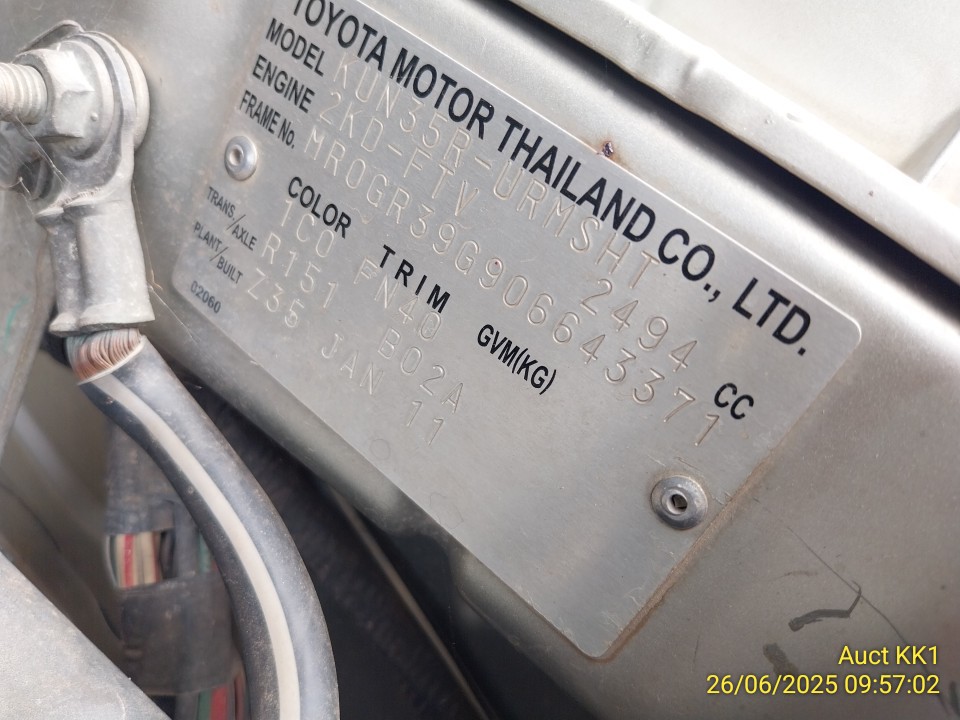 TOYOTA MOTOR THAILAND CO., LTD.
MODEL KUN35R-URMSHT
ENGINE 2KD-FTV 2494 CC
FRAME No. MR0GR39G906643371
COLOR TRIM GVM(KG)
1C0 FN40
TRANS/AXLE R151 B02A
PLANT/BUILT Z35 JAN 11
02060
Auct KK1
26/06/2025 09:57:02